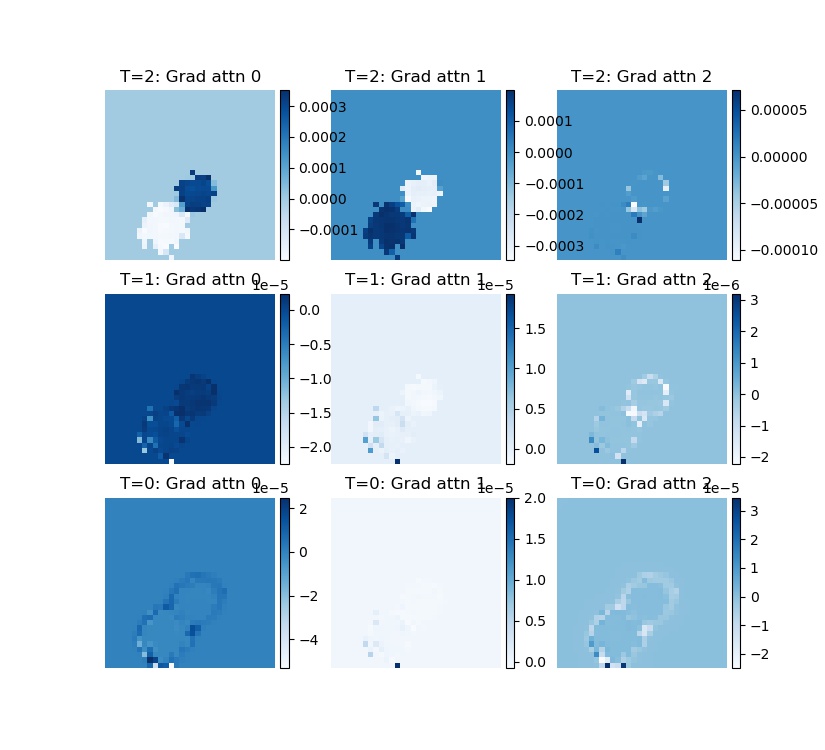 T=2: Grad attn 0
T=2: Grad attn 1
T=2: Grad attn 2
0.0003
0.0002
0.0001
0.0000
−0.0001
0.0001
0.0000
−0.0001
−0.0002
−0.0003
0.00005
0.00000
−0.00005
−0.00010
T=1: Grad attn 0
1e−5
T=1: Grad attn 1
1e−5
T=1: Grad attn 2
1e−6
0.0
−0.5
−1.0
−1.5
−2.0
1.5
1.0
0.5
0.0
3
2
1
0
−1
−2
T=0: Grad attn 0
1e−5
T=0: Grad attn 1
1e−5
T=0: Grad attn 2
1e−5
2
0
−2
−4
2.0
1.5
1.0
0.5
0.0
3
2
1
0
−1
−2